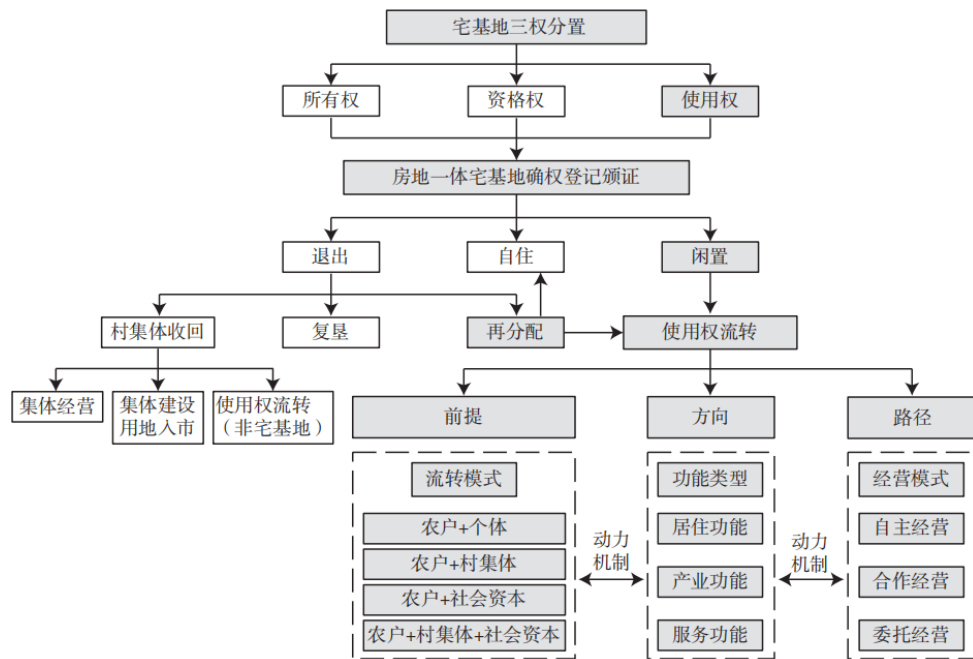 宅基地三权分置
所有权
资格权
使用权
房地一体宅基地确权登记颁证
退出
自住
闲置
村集体收回
复垦
再分配
使用权流转
集体经营
集体建设
用地入市
使用权流转
（非宅基地）
前提
方向
路径
流转模式
农户+个体
农户+村集体
农户+社会资本
农户+村集体+社会资本
动力
机制
功能类型
居住功能
产业功能
服务功能
动力
机制
经营模式
自主经营
合作经营
委托经营